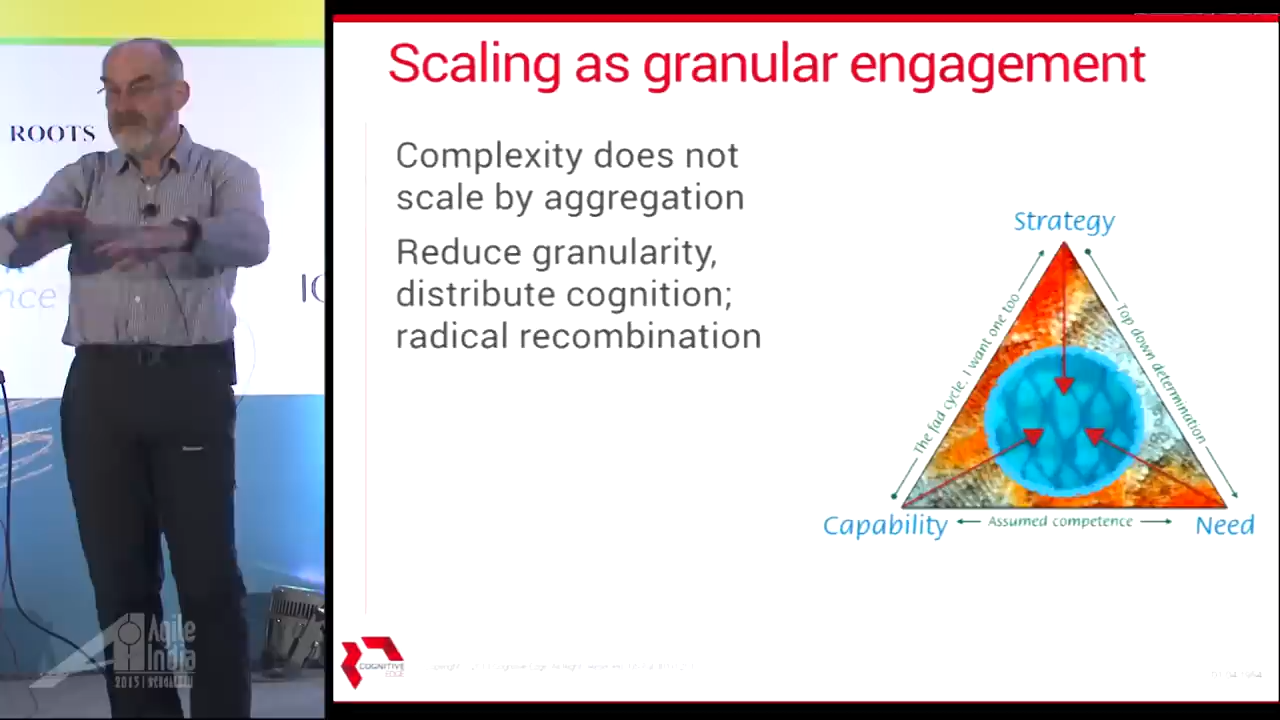 Scaling as granular engagement
Complexity does not
scale by aggregation
Reduce granularity,
distribute cognition;
radical recombination
Strategy
The fad cycle, I want one too
Top down determination
Capability
Assumed competence
Need
COGNITIVE
EDGE
ROOTS
nce
Agile
India
2015 |